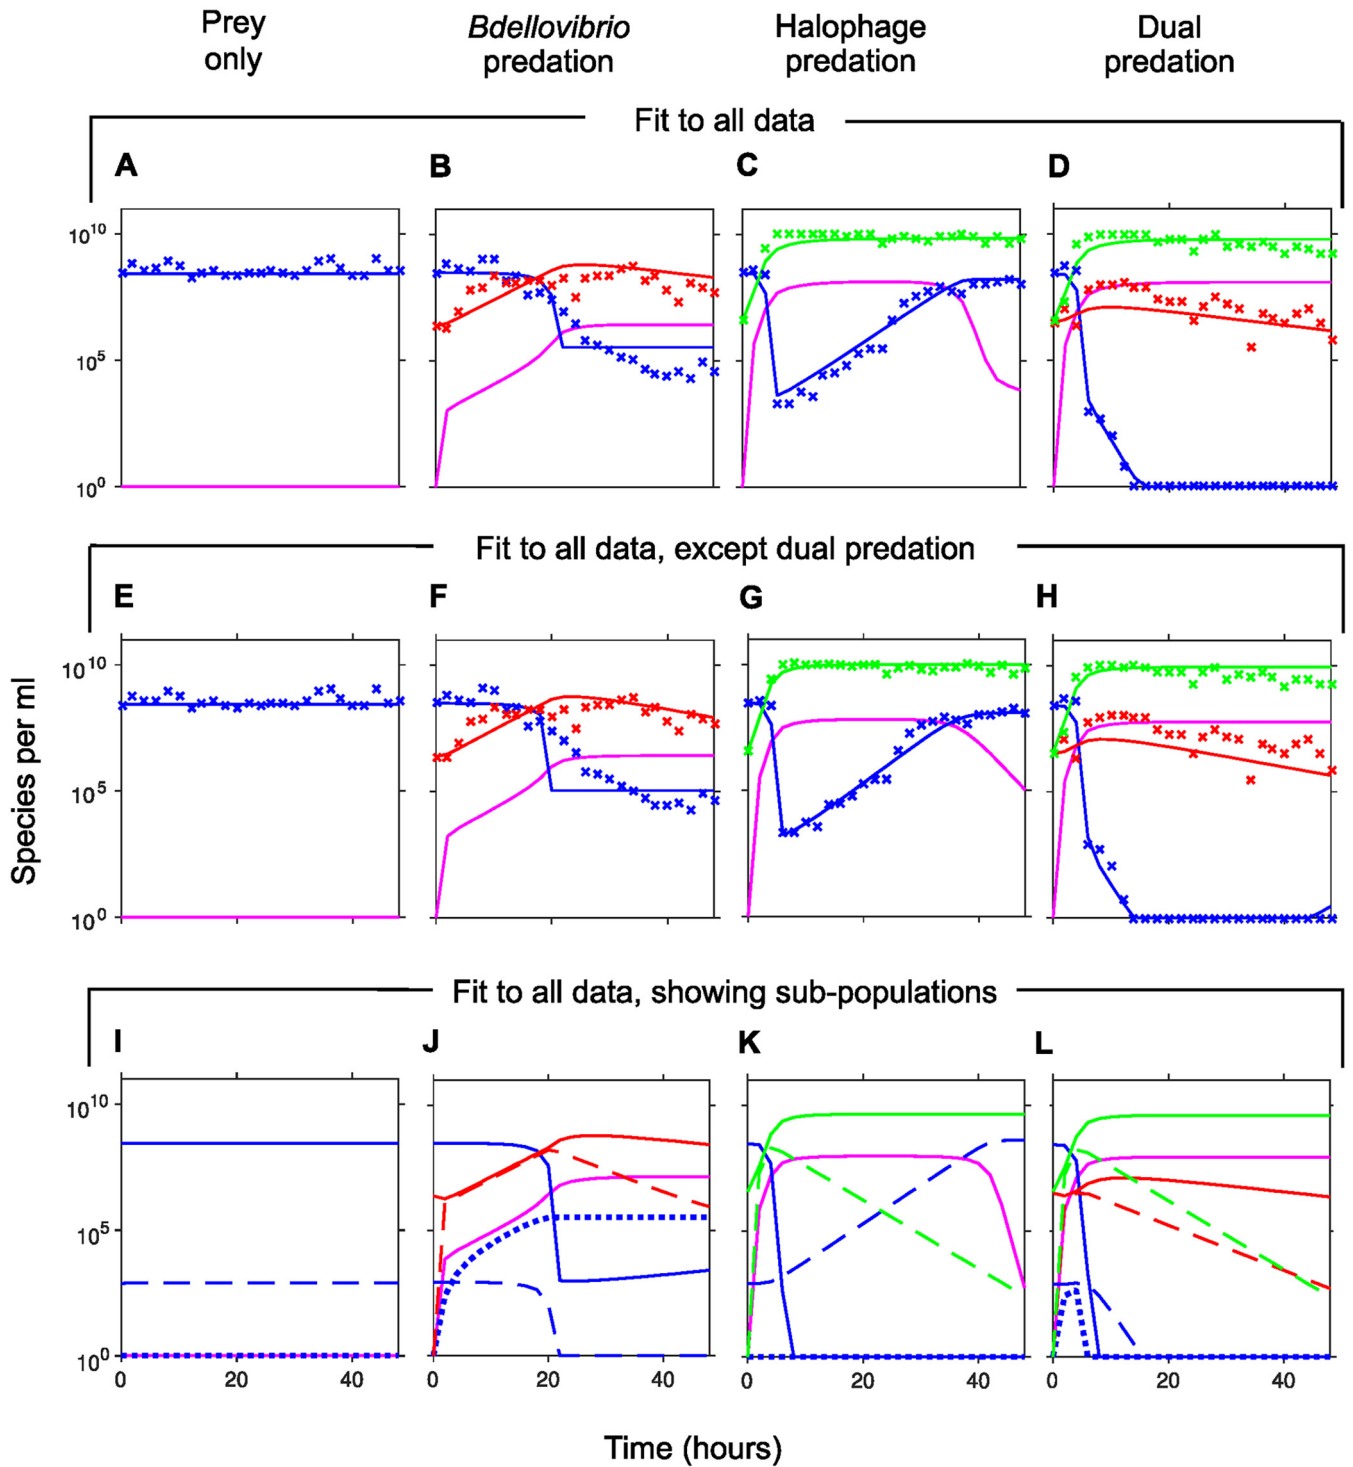 Prey only
Bdellovibrio predation
Halophage predation
Dual predation
Fit to all data
A
B
C
D
10^10
10^5
10^0
Fit to all data, except dual predation
E
F
G
H
10^10
10^5
10^0
Species per ml
Fit to all data, showing sub-populations
I
J
K
L
10^10
10^5
10^0
0 20 40
0 20 40
0 20 40
0 20 40
Time (hours)